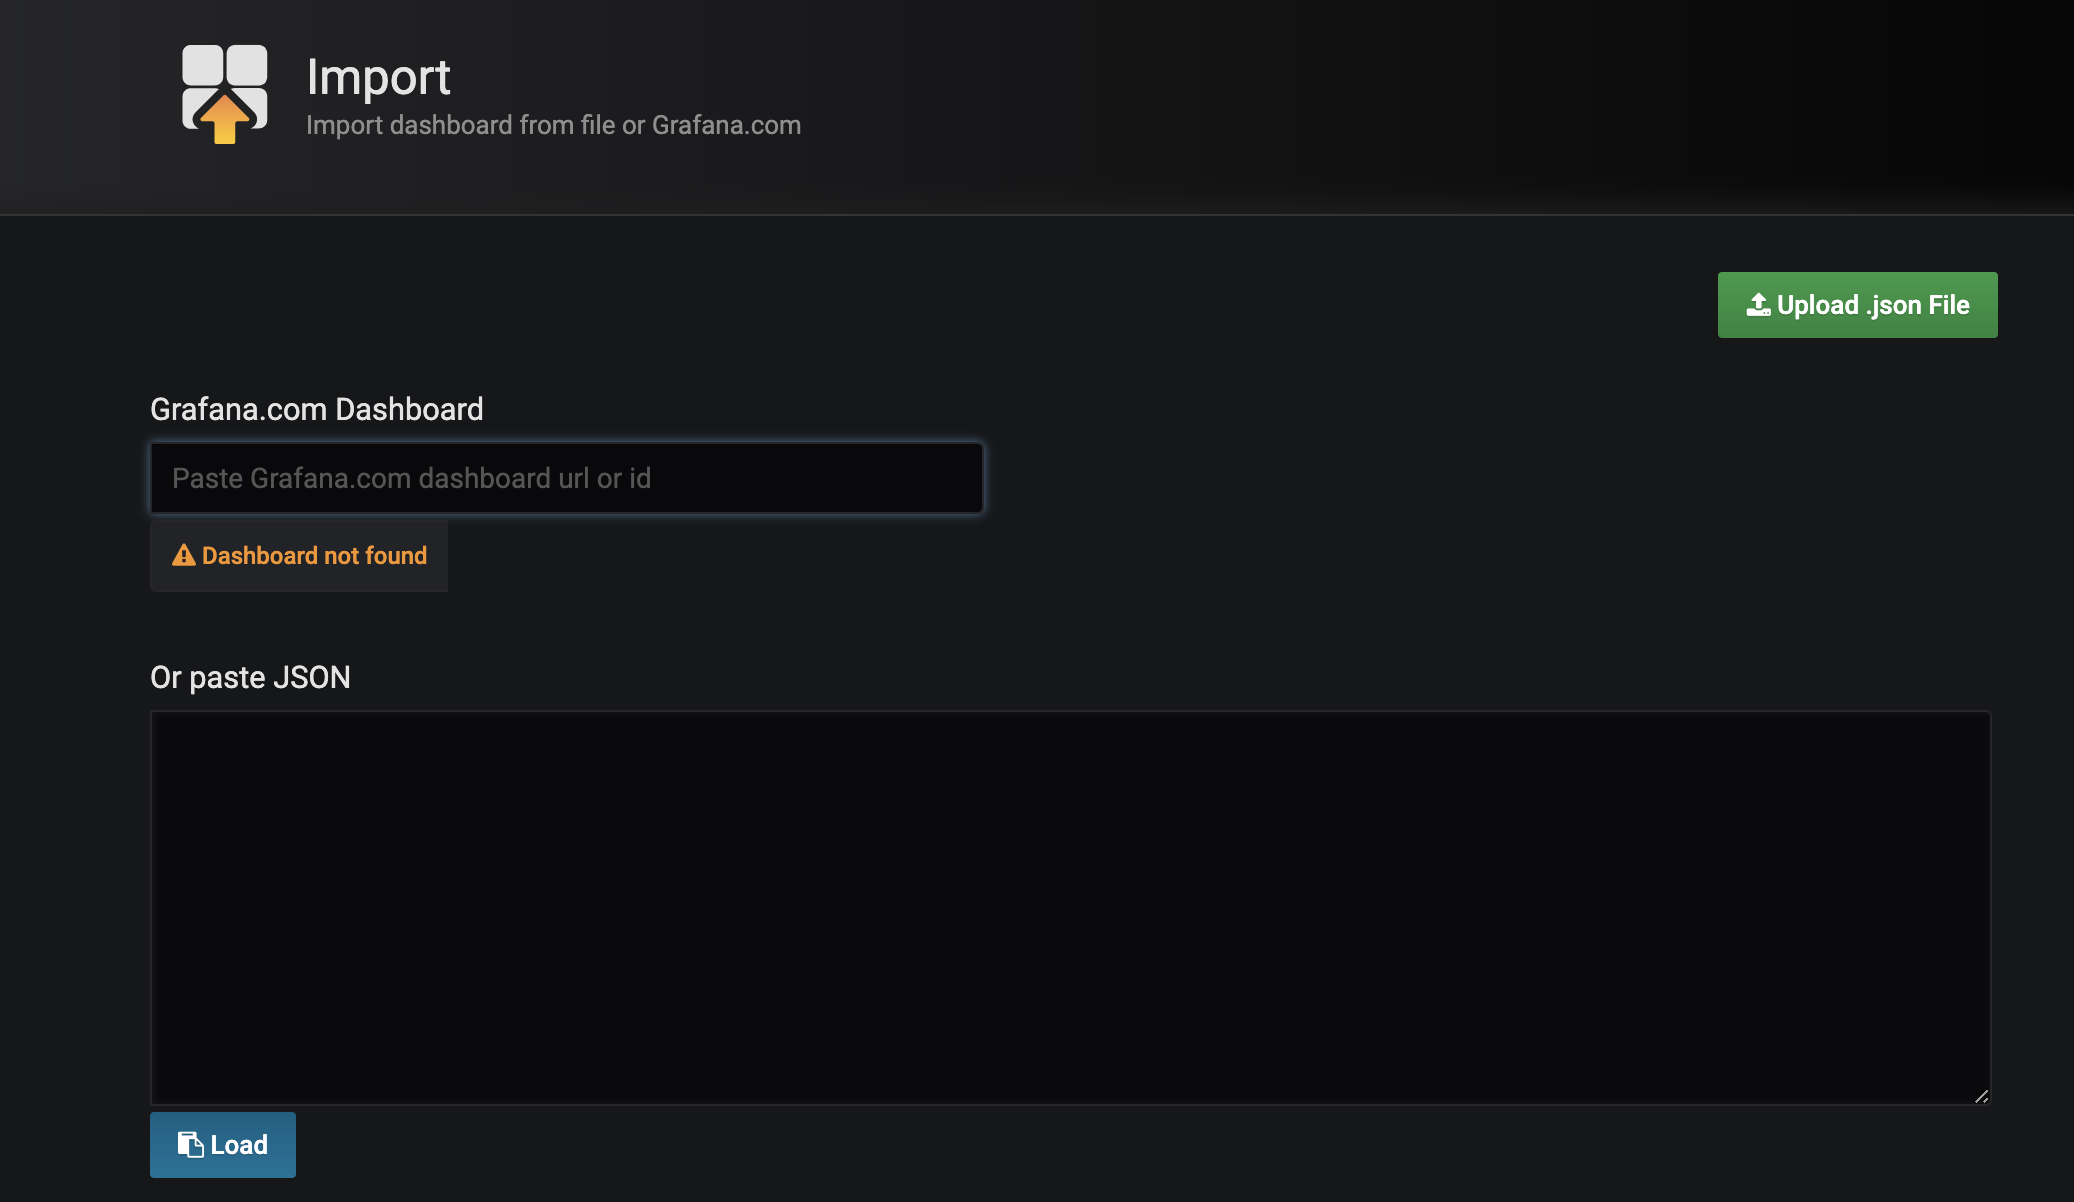 Import
Import dashboard from file or Grafana.com
Upload .json File
Grafana.com Dashboard
Paste Grafana.com dashboard url or id
Dashboard not found
Or paste JSON
Load